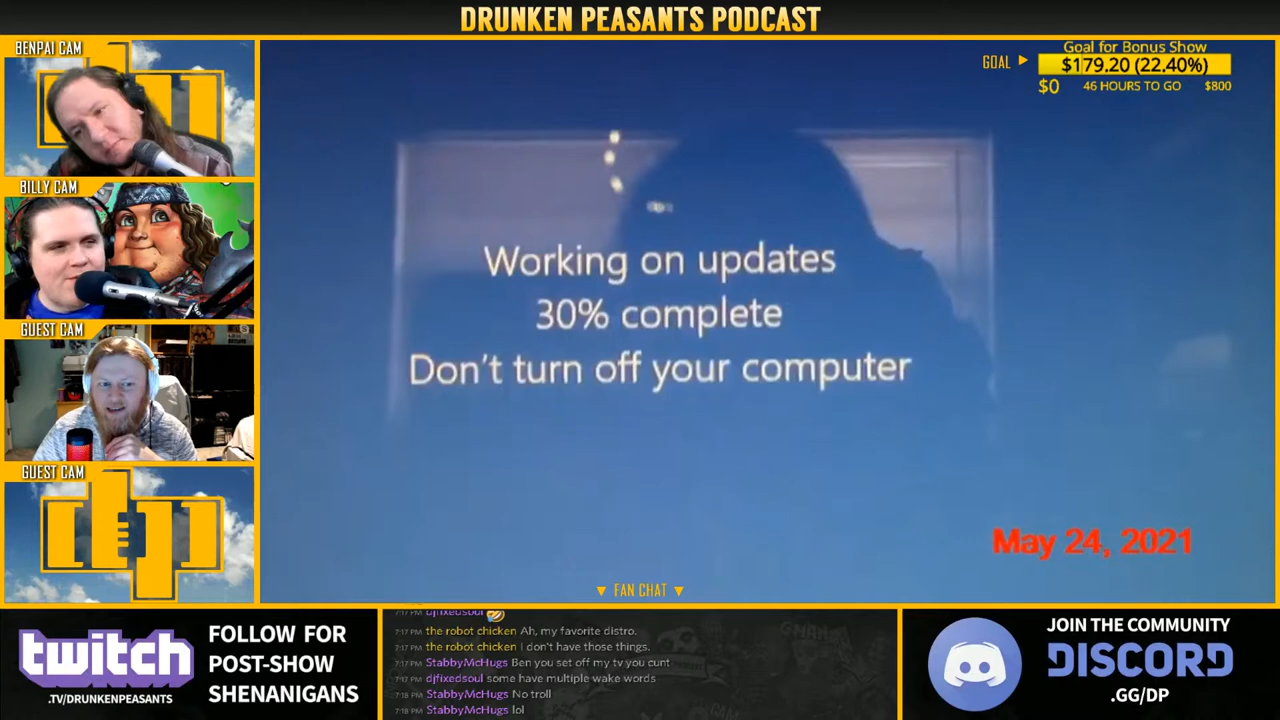 DRUNKEN PEASANTS PODCAST
BENPAI CAM
BILLY CAM
GUEST CAM
GUEST CAM
GOAL ▶
Goal for Bonus Show
$179.20 (22.40%)
$0 46 HOURS TO GO $800
Working on updates
30% complete
Don't turn off your computer
May 24, 2021
▼ FAN CHAT ▼
7:17 PM djfixedsoul 🤣
7:17 PM the robot chicken Ah, my favorite distro.
7:17 PM the robot chicken I don't have those things.
7:17 PM StabbyMcHugs Ben you set off my tv you cunt
7:17 PM djfixedsoul some have multiple wake words
7:18 PM StabbyMcHugs No troll
7:18 PM StabbyMcHugs lol
twitch
.TV/DRUNKENPEASANTS
FOLLOW FOR
POST-SHOW
SHENANIGANS
JOIN THE COMMUNITY
DISCORD
.GG/DP